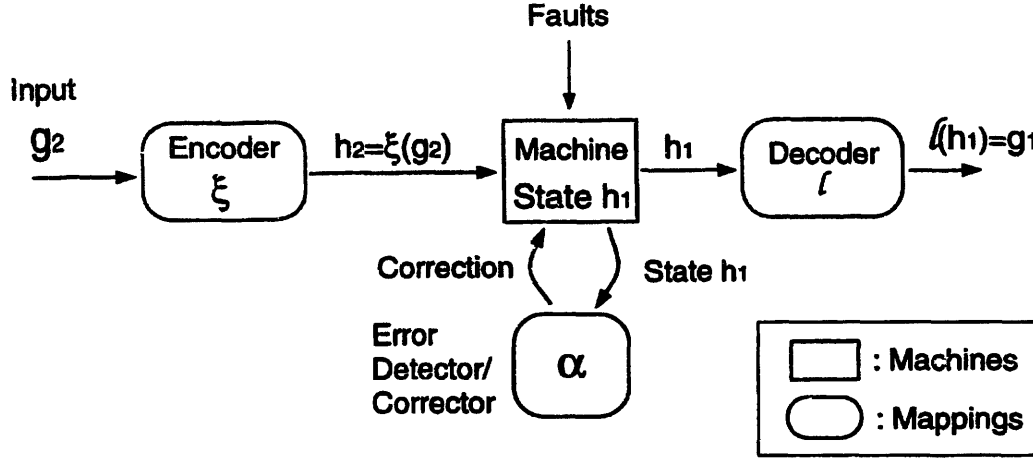 Faults
Input
g2
Encoder
ξ
h2=ξ(g2)
Machine
State h1
h1
Decoder
ℓ
ℓ(h1)=g1
Correction
State h1
Error
Detector/
Corrector
α
: Machines
: Mappings